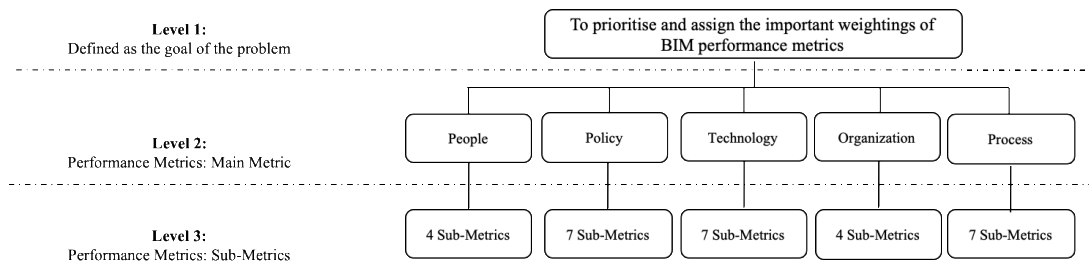 Level 1:
Defined as the goal of the problem
To prioritise and assign the important weightings of
BIM performance metrics
Level 2:
Performance Metrics: Main Metric
People
Policy
Technology
Organization
Process
Level 3:
Performance Metrics: Sub-Metrics
4 Sub-Metrics
7 Sub-Metrics
7 Sub-Metrics
4 Sub-Metrics
7 Sub-Metrics